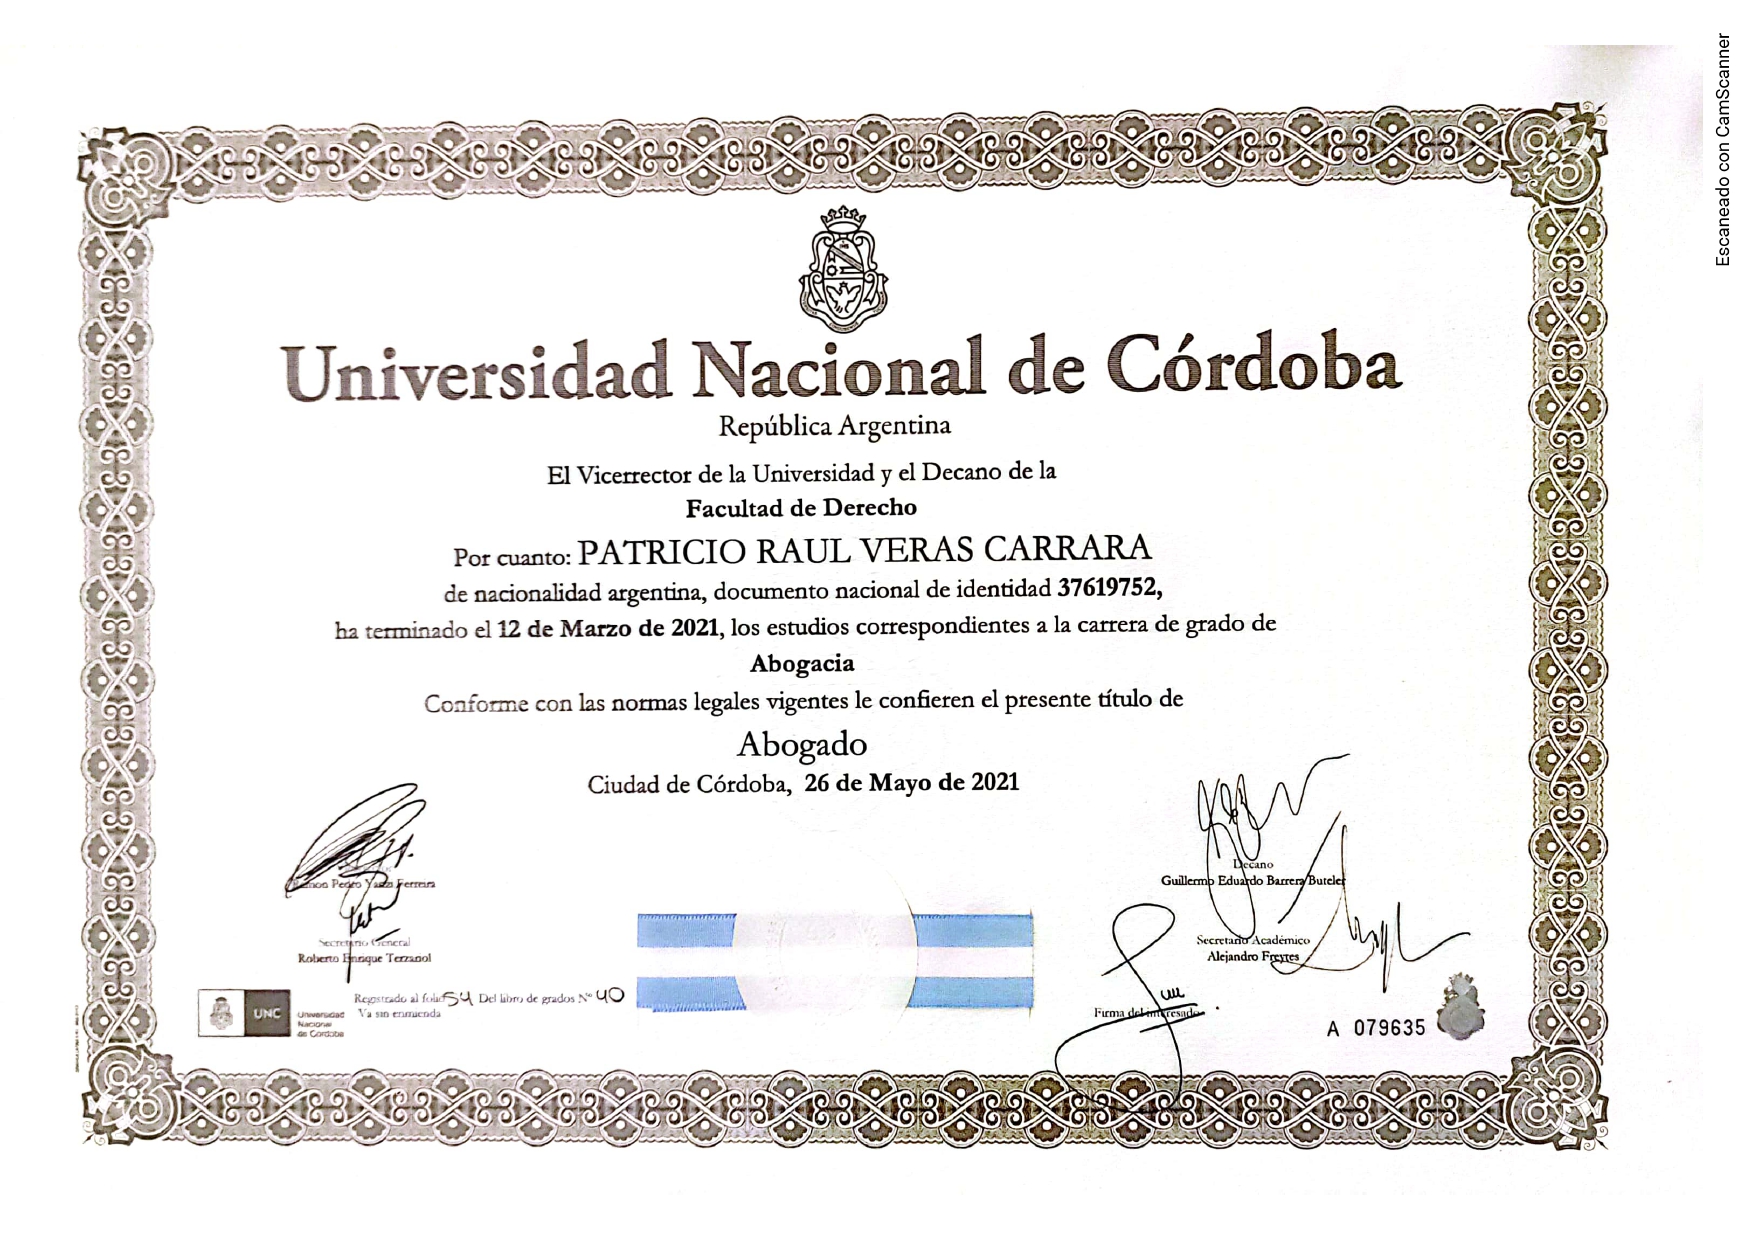 Escaneado con CamScanner
Universidad Nacional de Córdoba
República Argentina
El Vicerrector de la Universidad y el Decano de la
Facultad de Derecho
Por cuanto: PATRICIO RAUL VERAS CARRARA
de nacionalidad argentina, documento nacional de identidad 37619752,
ha terminado el 12 de Marzo de 2021, los estudios correspondientes a la carrera de grado de
Abogacia
Conforme con las normas legales vigentes le confieren el presente título de
Abogado
Ciudad de Córdoba, 26 de Mayo de 2021
Ramon Pedro Yanzi Ferreira
Secretario General
Roberto Enrique Terzariol
Decano
Guillermo Eduardo Barrera Buteler
Secretario Académico
Alejandro Freytes
Registrado al folio 54 Del libro de grados N° 40
Va sin enmienda
UNC
Universidad
Nacional
de Córdoba
Firma del interesado
A 079635